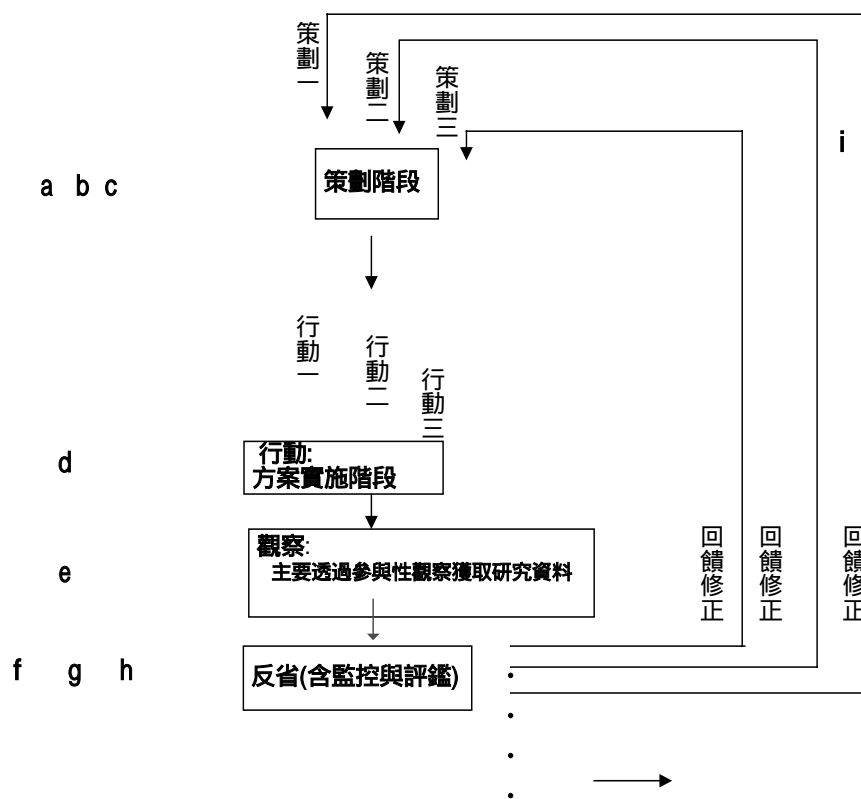 策劃一
策劃二
策劃三
i
a b c
策劃階段
行動一
行動二
行動三
d
行動:
方案實施階段
e
觀察:
主要透過參與性觀察獲取研究資料
回饋修正
回饋修正
回饋修正
f g h
反省(含監控與評鑑)